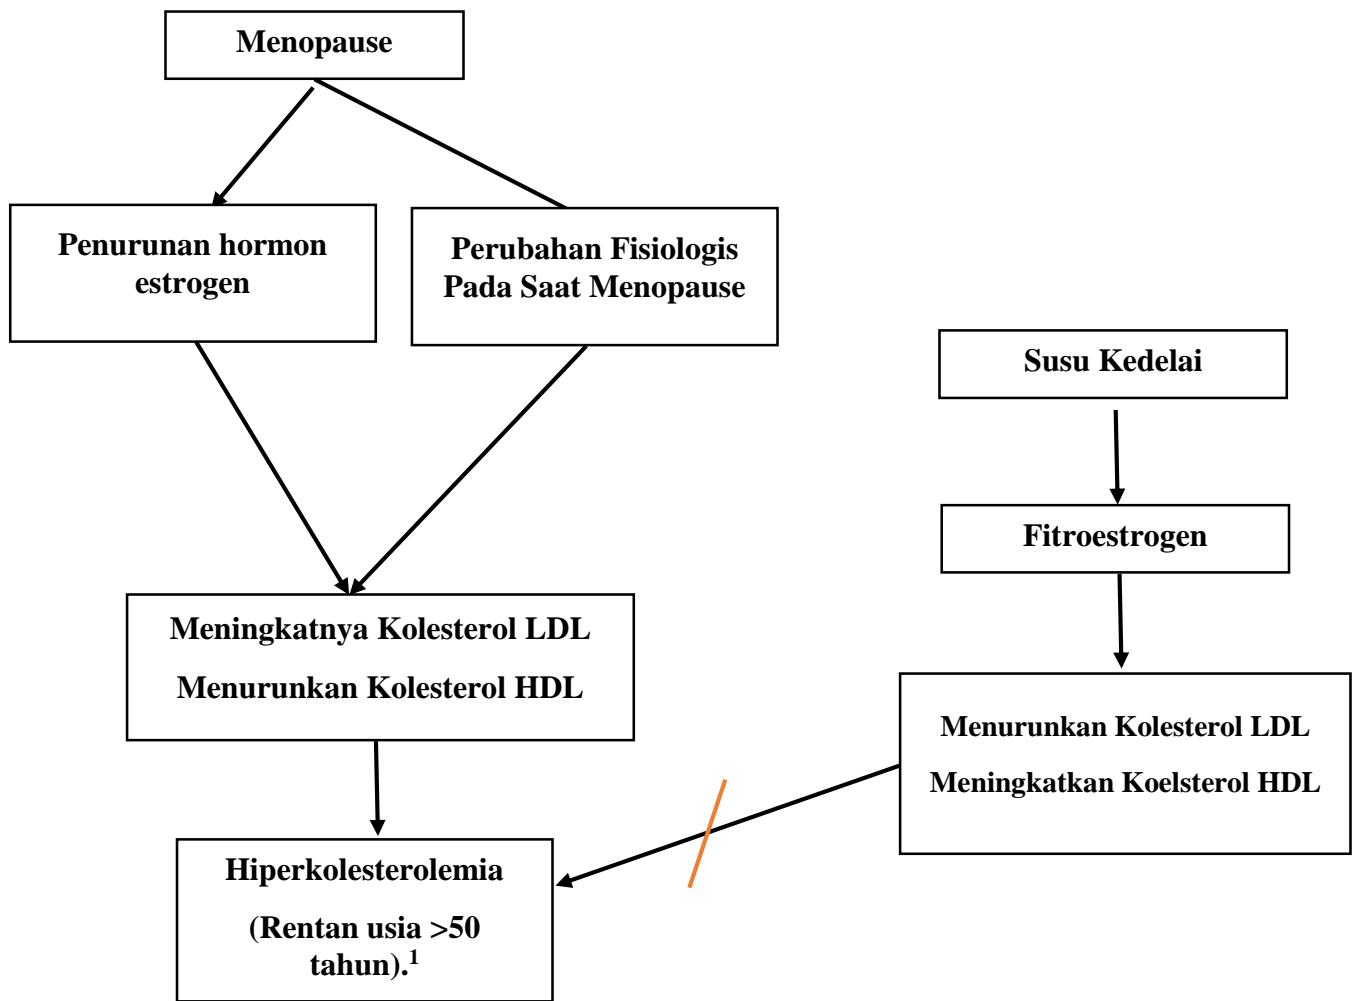 Menopause
Penurunan hormon
estrogen
Perubahan Fisiologis
Pada Saat Menopause
Susu Kedelai
Fitroestrogen
Meningkatnya Kolesterol LDL
Menurunkan Kolesterol HDL
Menurunkan Kolesterol LDL
Meningkatkan Koelsterol HDL
Hiperkolesterolemia
(Rentan usia >50
tahun).¹